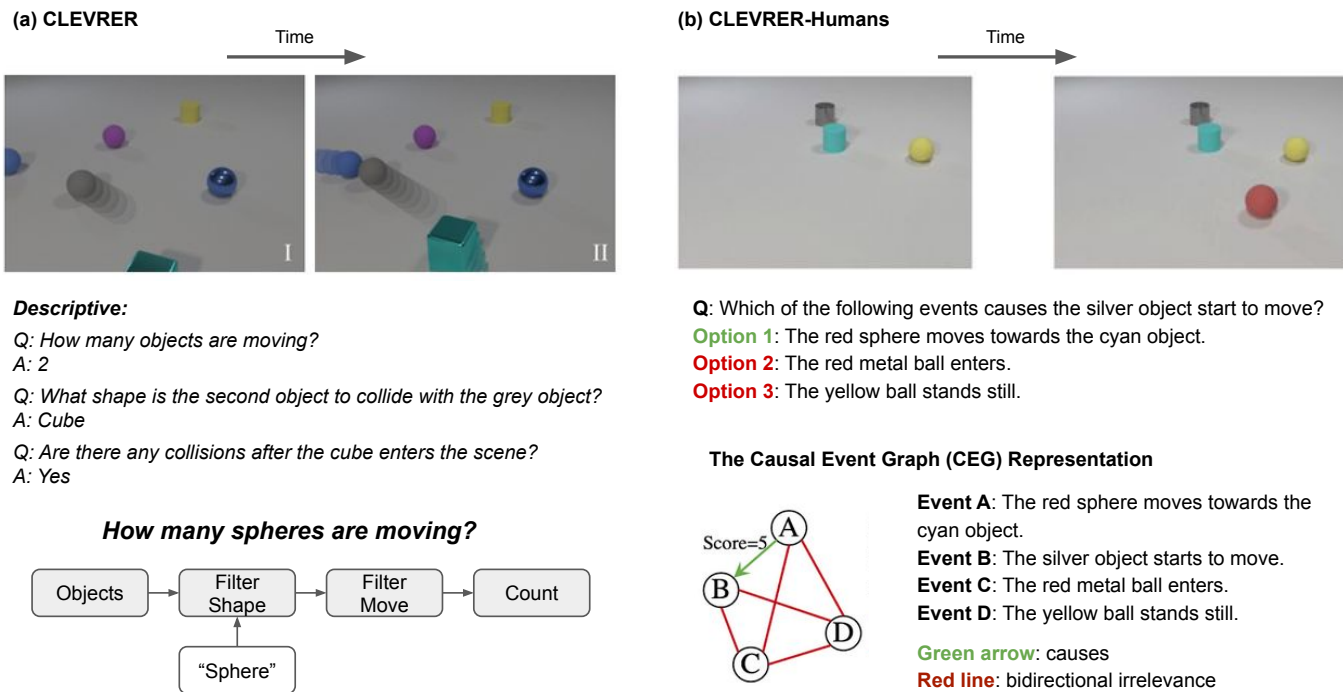 (a) CLEVRER
Time
I
II
Descriptive:
Q: How many objects are moving?
A: 2
Q: What shape is the second object to collide with the grey object?
A: Cube
Q: Are there any collisions after the cube enters the scene?
A: Yes
How many spheres are moving?
Objects
Filter
Shape
Filter
Move
Count
“Sphere”
(b) CLEVRER-Humans
Time
Q: Which of the following events causes the silver object start to move?
Option 1: The red sphere moves towards the cyan object.
Option 2: The red metal ball enters.
Option 3: The yellow ball stands still.
The Causal Event Graph (CEG) Representation
Score=5
A
B
D
C
Event A: The red sphere moves towards the
cyan object.
Event B: The silver object starts to move.
Event C: The red metal ball enters.
Event D: The yellow ball stands still.
Green arrow: causes
Red line: bidirectional irrelevance